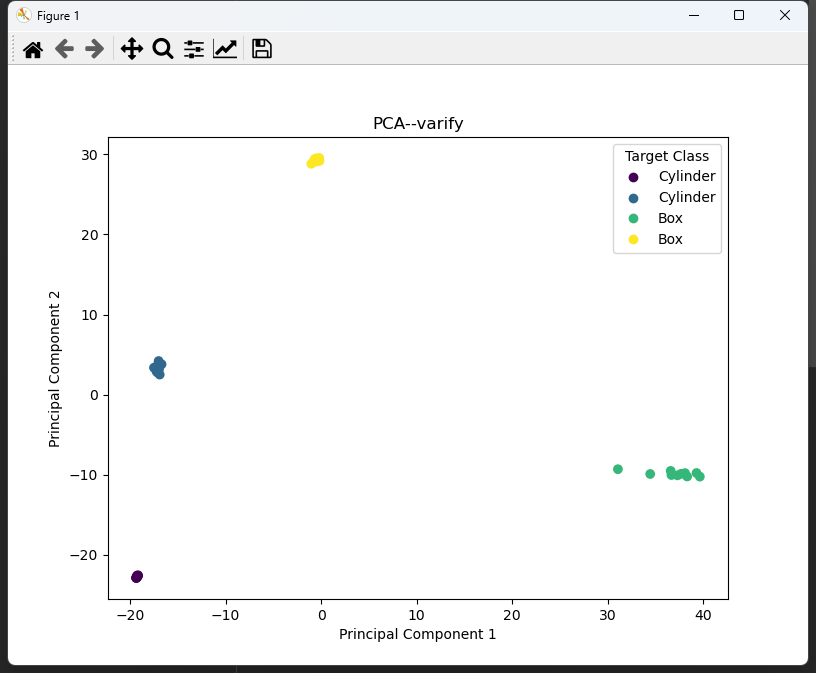 Figure 1
PCA--varify
Target Class
Cylinder
Cylinder
Box
Box
30
20
10
0
−10
−20
Principal Component 2
−20 −10 0 10 20 30 40
Principal Component 1